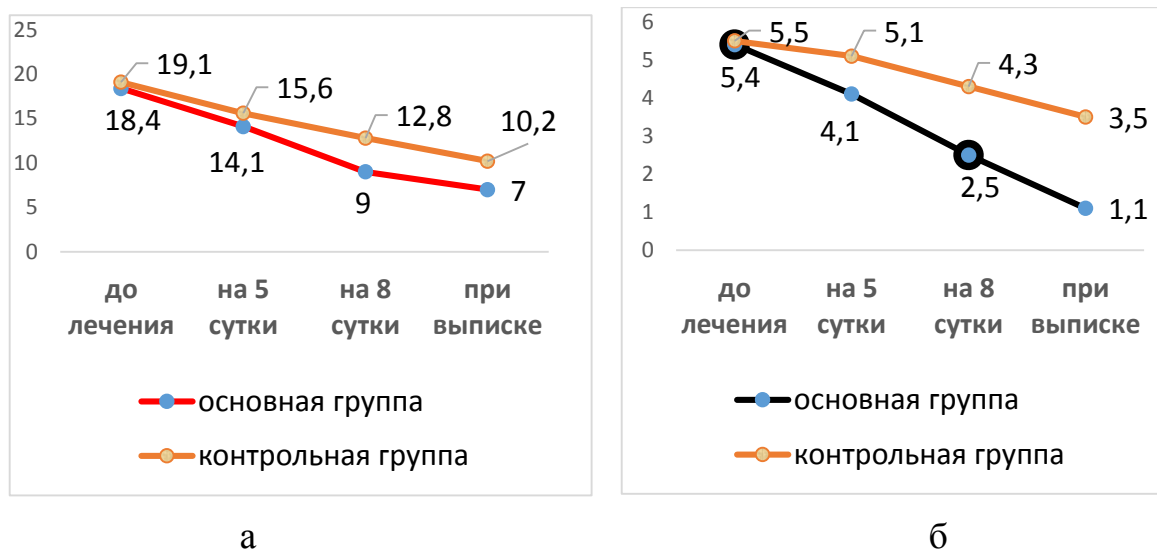 25
20
15
10
5
0
19,1
15,6
12,8
10,2
18,4
14,1
9
7
до лечения
на 5 сутки
на 8 сутки
при выписке
основная группа
контрольная группа
а
6
5
4
3
2
1
0
5,5
5,1
4,3
3,5
5,4
4,1
2,5
1,1
до лечения
на 5 сутки
на 8 сутки
при выписке
основная группа
контрольная группа
б